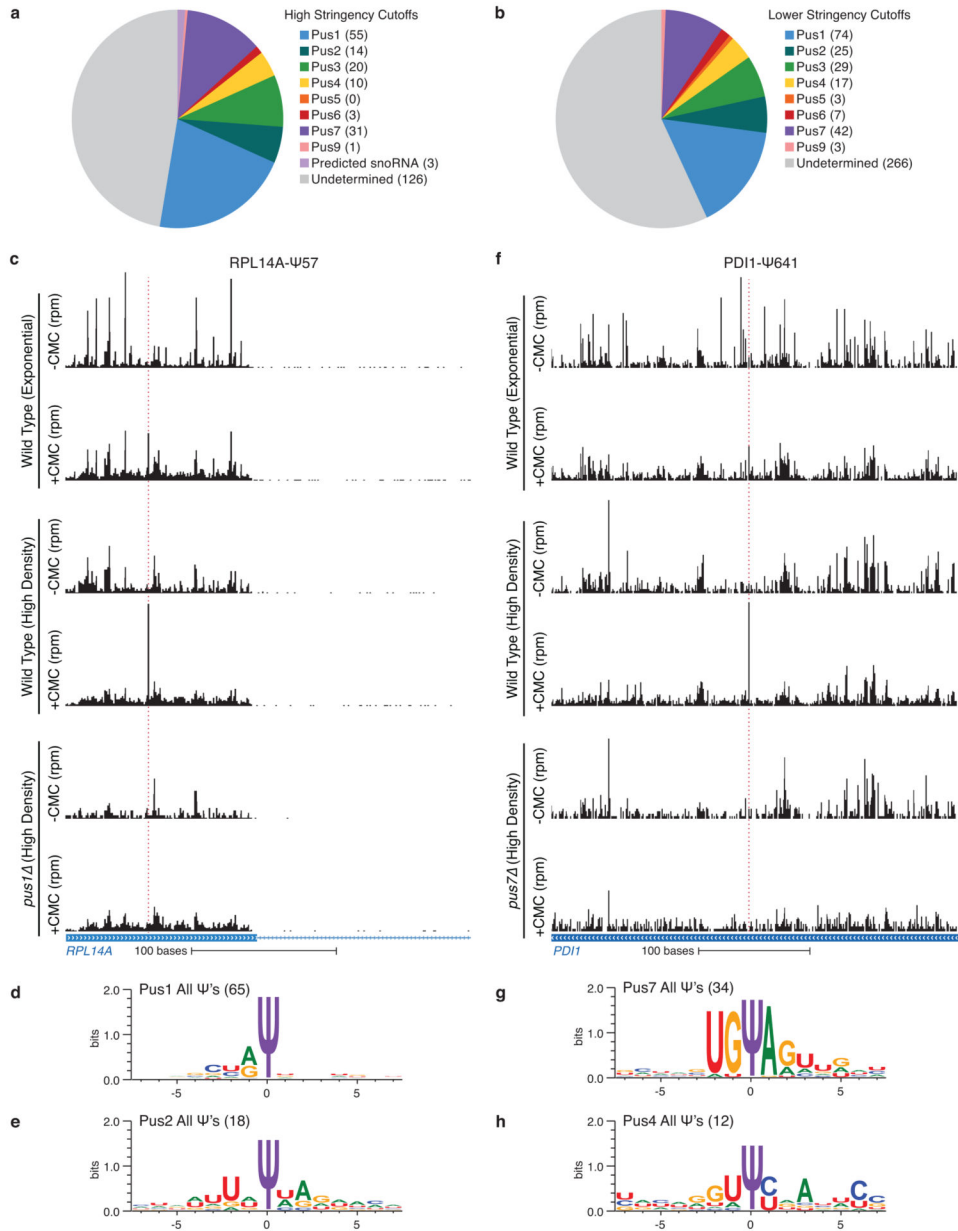 a
High Stringency Cutoffs
Pus1 (55)
Pus2 (14)
Pus3 (20)
Pus4 (10)
Pus5 (0)
Pus6 (3)
Pus7 (31)
Pus9 (1)
Predicted snoRNA (3)
Undetermined (126)
b
Lower Stringency Cutoffs
Pus1 (74)
Pus2 (25)
Pus3 (29)
Pus4 (17)
Pus5 (3)
Pus6 (7)
Pus7 (42)
Pus9 (3)
Undetermined (266)
c
RPL14A-Ψ57
Wild Type (Exponential)
-CMC (rpm)
+CMC (rpm)
Wild Type (High Density)
-CMC (rpm)
+CMC (rpm)
pus1Δ (High Density)
-CMC (rpm)
+CMC (rpm)
RPL14A
100 bases
f
PDI1-Ψ641
Wild Type (Exponential)
-CMC (rpm)
+CMC (rpm)
Wild Type (High Density)
-CMC (rpm)
+CMC (rpm)
pus7Δ (High Density)
-CMC (rpm)
+CMC (rpm)
PDI1
100 bases
d
Pus1 All Ψ's (65)
bits
2.0
1.0
0.0
C U A G Ψ
-5 0 5
e
Pus2 All Ψ's (18)
bits
2.0
1.0
0.0
U U Ψ U A
-5 0 5
g
Pus7 All Ψ's (34)
bits
2.0
1.0
0.0
U G Ψ A G U U G
-5 0 5
h
Pus4 All Ψ's (12)
bits
2.0
1.0
0.0
G U Ψ C U A C C
-5 0 5